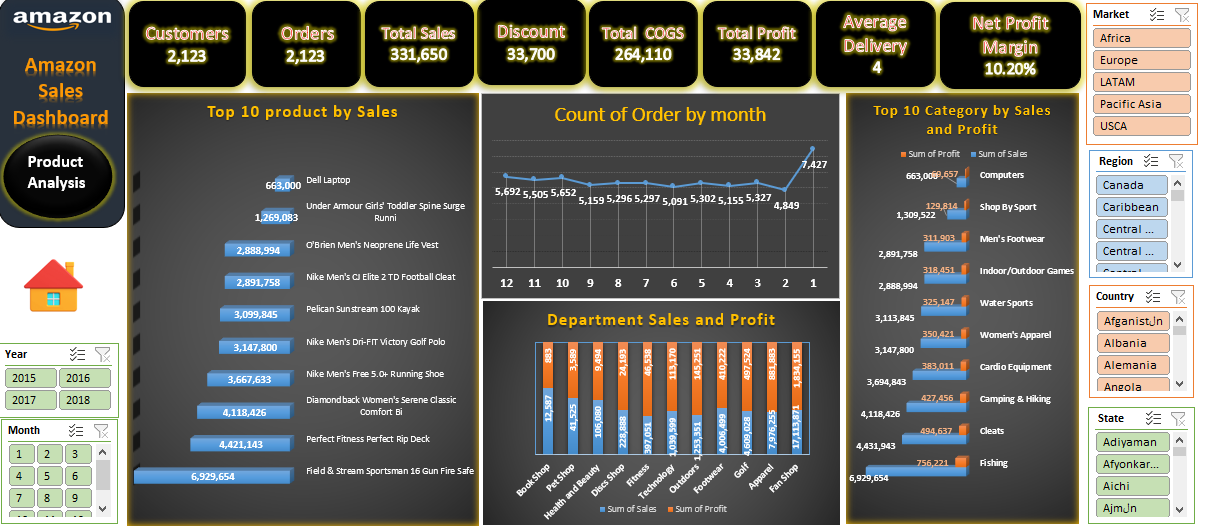 amazon
Amazon
Sales
Dashboard
Product
Analysis
Customers
2,123
Orders
2,123
Total Sales
331,650
Discount
33,700
Total COGS
264,110
Total Profit
33,842
Average
Delivery
4
Net Profit
Margin
10.20%
Top 10 product by Sales
663,000
Dell Laptop
1,269,083
Under Armour Girls' Toddler Spine Surge
Runni
2,888,994
O'Brien Men's Neoprene Life Vest
2,891,758
Nike Men's CJ Elite 2 TD Football Cleat
3,099,845
Pelican Sunstream 100 Kayak
3,147,800
Nike Men's Dri-FIT Victory Golf Polo
3,667,633
Nike Men's Free 5.0+ Running Shoe
4,118,426
Diamondback Women's Serene Classic
Comfort Bi
4,421,143
Perfect Fitness Perfect Rip Deck
6,929,654
Field & Stream Sportsman 16 Gun Fire Safe
Count of Order by month
5,692 5,505 5,652 5,159 5,296 5,297 5,091 5,302 5,155 5,327 4,849 7,427
12 11 10 9 8 7 6 5 4 3 2 1
Department Sales and Profit
883 3,589 9,494 24,193 46,538 113,170 145,251 410,222 497,524 881,883 1,834,155
12,587 41,525 106,080 228,888 397,051 1,039,599 1,253,351 4,006,499 4,609,028 7,976,255 17,113,871
Book Shop
Pet Shop
Health and Beauty
Discs Shop
Fitness
Technology
Outdoors
Footwear
Golf
Apparel
Fan Shop
Sum of Sales Sum of Profit
Top 10 Category by Sales
and Profit
Sum of Profit Sum of Sales
663,000
Computers
129,814
1,309,522
Shop By Sport
311,903
2,891,758
Men's Footwear
318,451
2,888,994
Indoor/Outdoor Games
325,147
3,113,845
Water Sports
350,421
3,147,800
Women's Apparel
383,011
3,694,843
Cardio Equipment
427,456
4,118,426
Camping & Hiking
494,637
4,431,943
Cleats
756,221
6,929,654
Fishing
Market
Africa
Europe
LATAM
Pacific Asia
USCA
Region
Canada
Caribbean
Central ...
Central ...
Country
Afganistلn
Albania
Alemania
Angola
State
Adiyaman
Afyonkar...
Aichi
Ajmلn
Year
2015 2016
2017 2018
Month
1 2 3
4 5 6
7 8 9